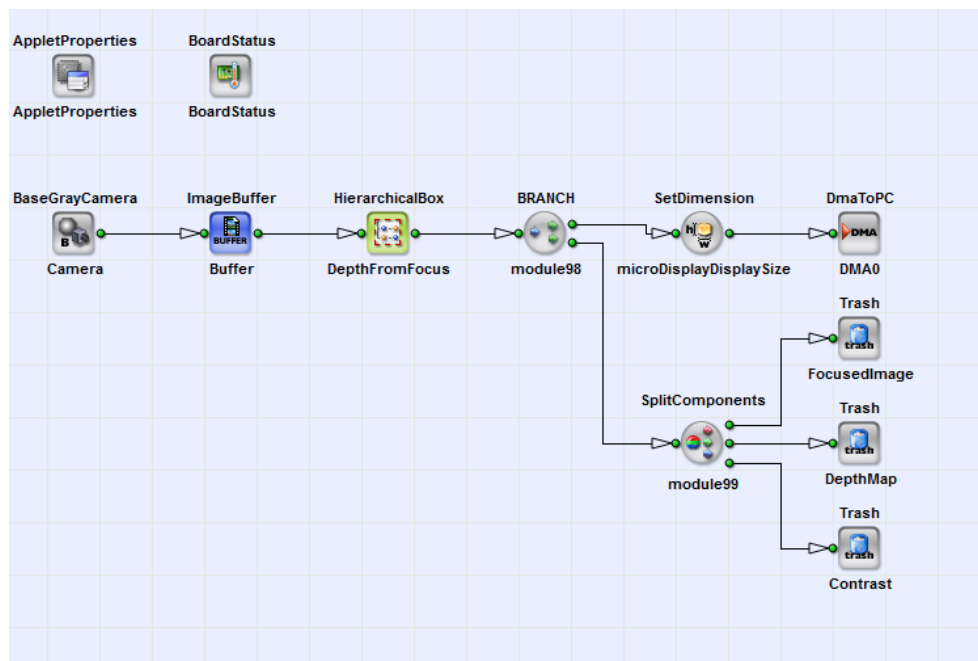 AppletProperties BoardStatus
AppletProperties BoardStatus
BaseGrayCamera ImageBuffer HierarchicalBox BRANCH SetDimension DmaToPC
B BUFFER h w DMA
Camera Buffer DepthFromFocus module98 microDisplayDisplaySize DMA0
Trash
trash
FocusedImage
SplitComponents Trash
trash
module99 DepthMap
Trash
trash
Contrast